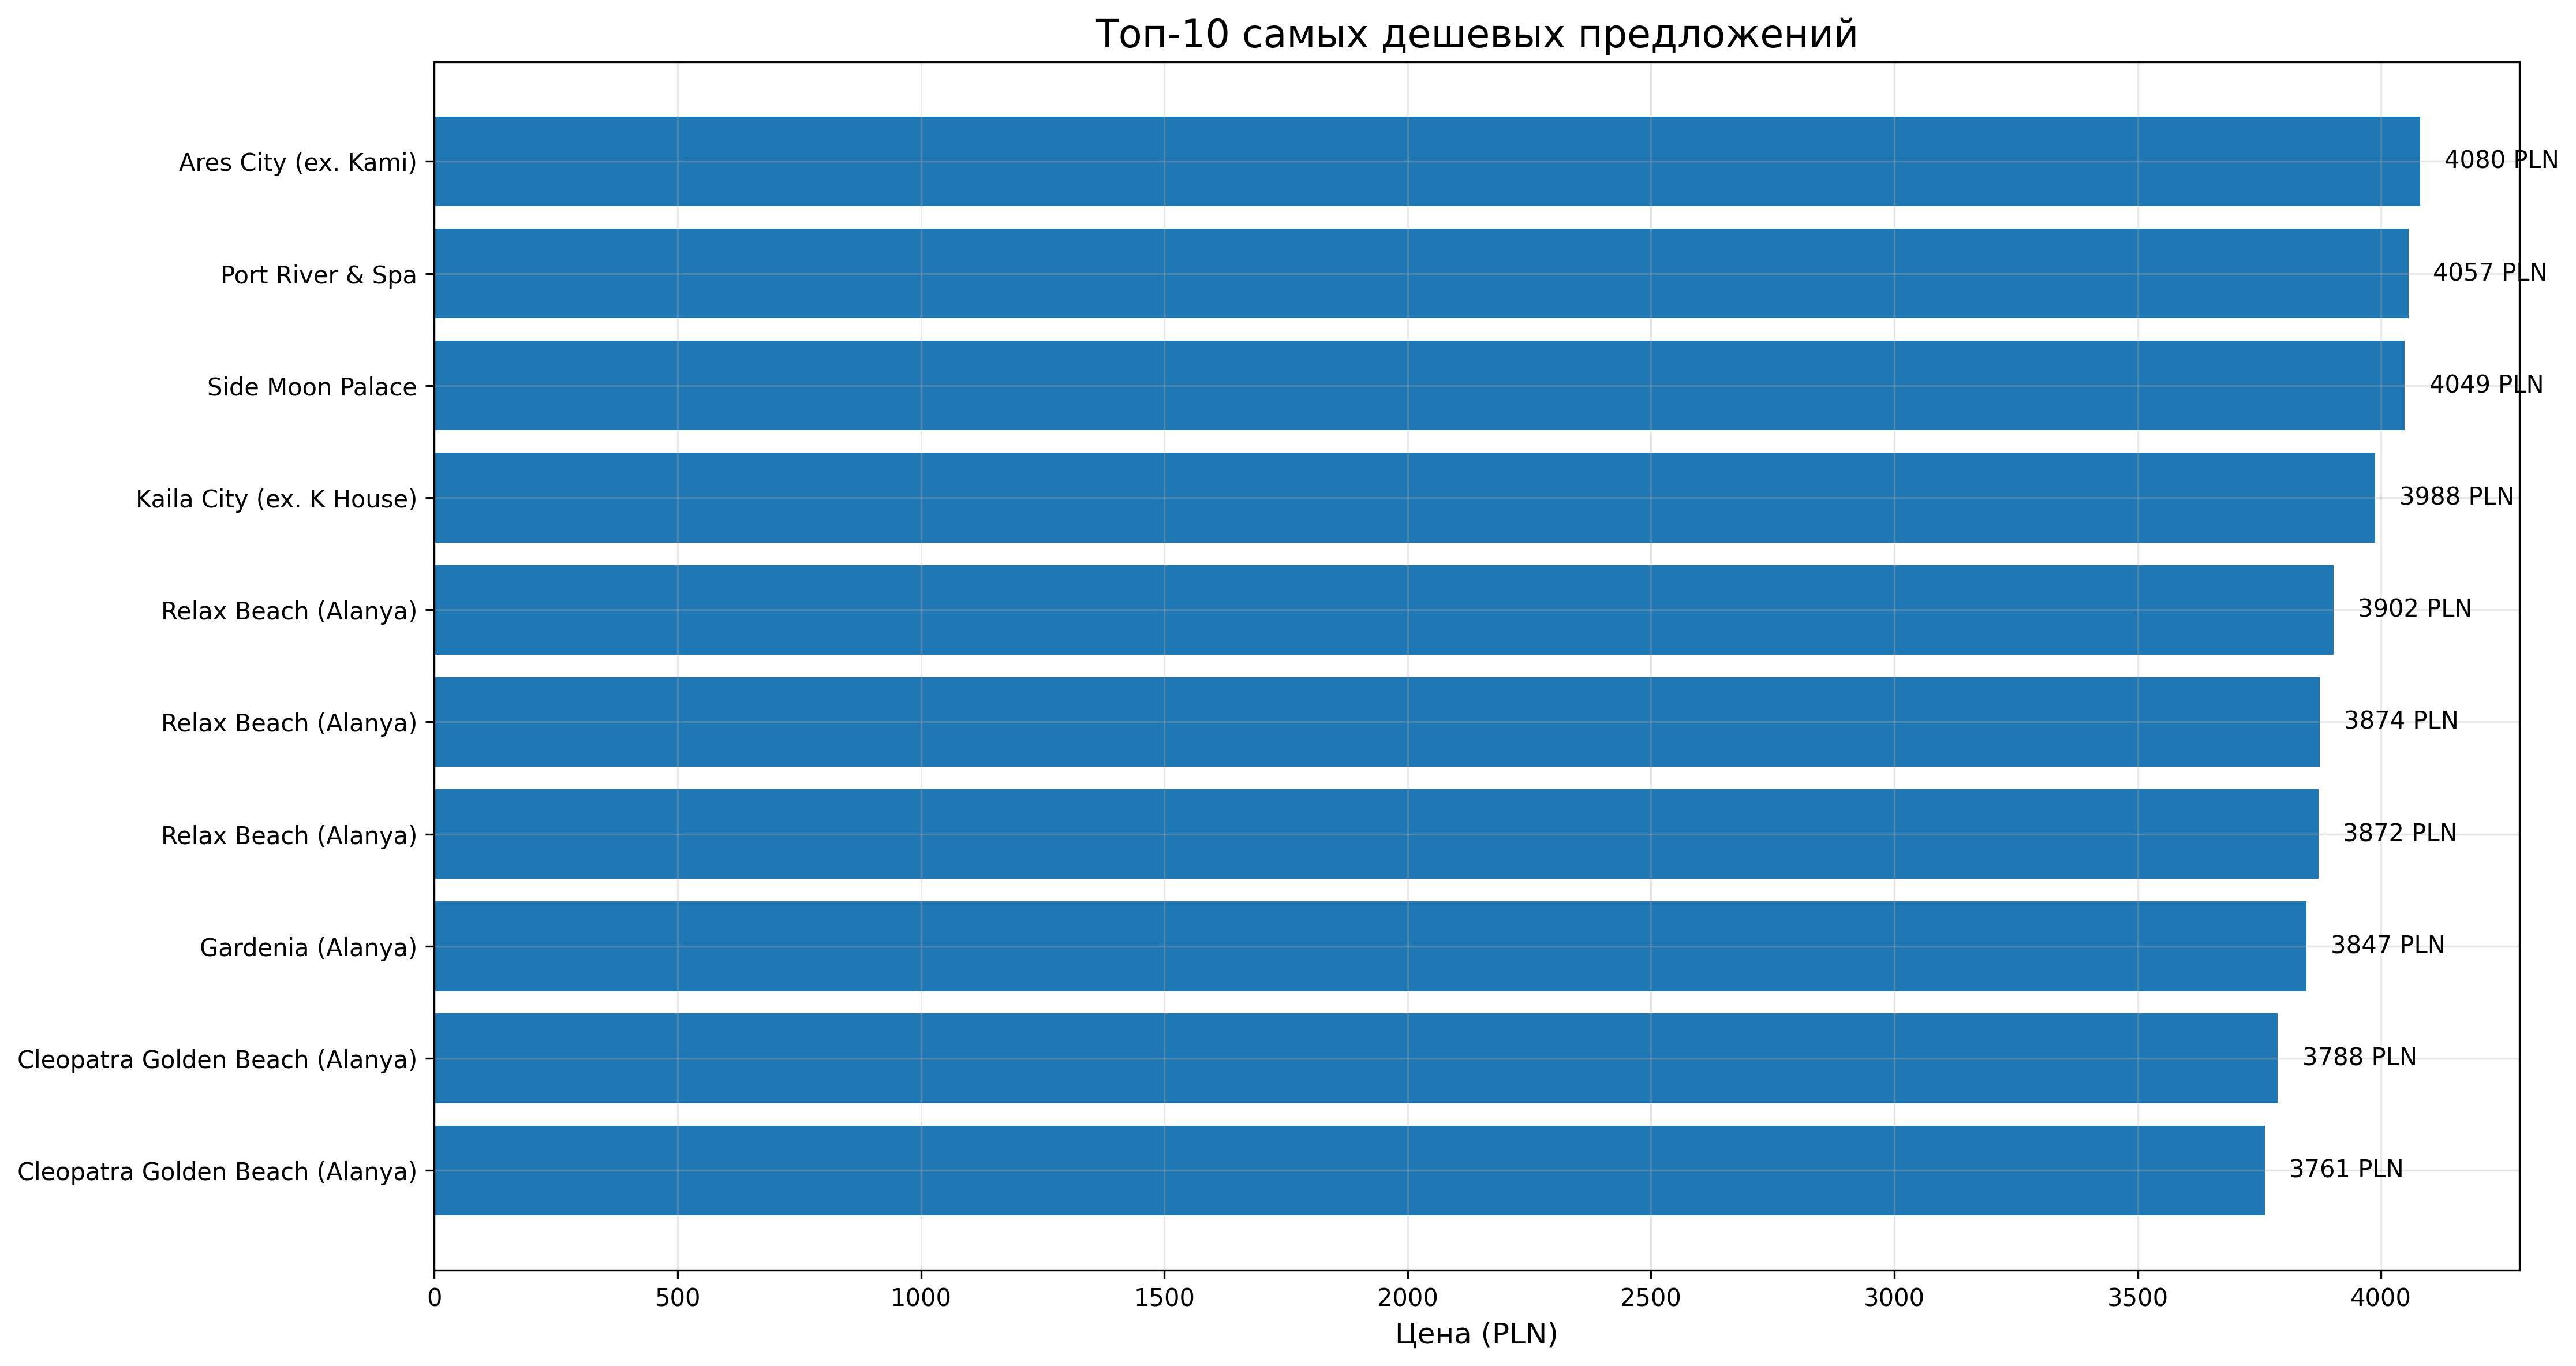 Топ-10 самых дешевых предложений
Ares City (ex. Kami) 4080 PLN
Port River & Spa 4057 PLN
Side Moon Palace 4049 PLN
Kaila City (ex. K House) 3988 PLN
Relax Beach (Alanya) 3902 PLN
Relax Beach (Alanya) 3874 PLN
Relax Beach (Alanya) 3872 PLN
Gardenia (Alanya) 3847 PLN
Cleopatra Golden Beach (Alanya) 3788 PLN
Cleopatra Golden Beach (Alanya) 3761 PLN
0 500 1000 1500 2000 2500 3000 3500 4000
Цена (PLN)